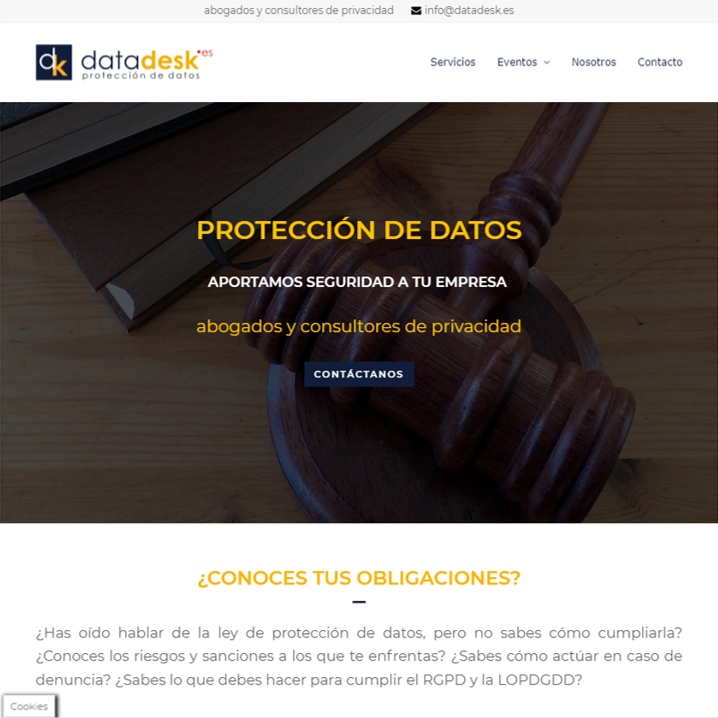 abogados y consultores de privacidad info@datadesk.es
dk datadesk.es
protección de datos
Servicios Eventos Nosotros Contacto
PROTECCIÓN DE DATOS
APORTAMOS SEGURIDAD A TU EMPRESA
abogados y consultores de privacidad
CONTÁCTANOS
¿CONOCES TUS OBLIGACIONES?
¿Has oído hablar de la ley de protección de datos, pero no sabes cómo cumpliarla?
¿Conoces los riesgos y sanciones a los que te enfrentas? ¿Sabes cómo actúar en caso de
denuncia? ¿Sabes lo que debes hacer para cumplir el RGPD y la LOPDGDD?
Cookies